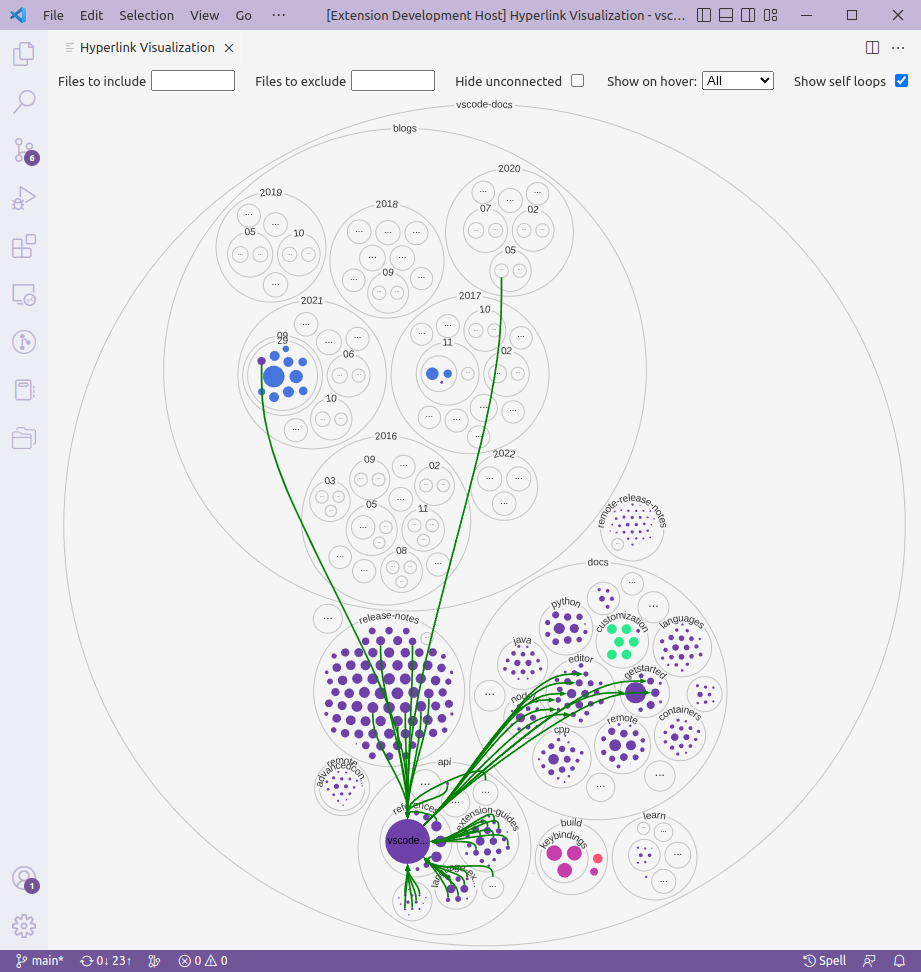 File Edit Selection View Go ··· [Extension Development Host] Hyperlink Visualization - vsc...
Hyperlink Visualization
Files to include Files to exclude Hide unconnected Show on hover: All Show self loops
vscode-docs
blogs
2020
... ... ...
07 02
05
2019
... ...
05 10
...
2018
... ... ...
... ...
... ...
09
2021
...
09
29
... ...
06
10
...
2017
10
... ... ...
11
02
... ... ... ...
...
2016
09 ... 02
03 ...
05 11
... 08 ...
...
2022
... ...
...
remote-release-notes
docs
...
...
python
customization
languages
java
editor
getstarted
...
node
cpp
remote
containers
...
...
...
release-notes
remote
api
...
...
...
reference
vscode...
extension-guides
...
build
keybindings
learn
... ...
...
...
6
1
main* 0↓ 23↑ 0 0 Spell